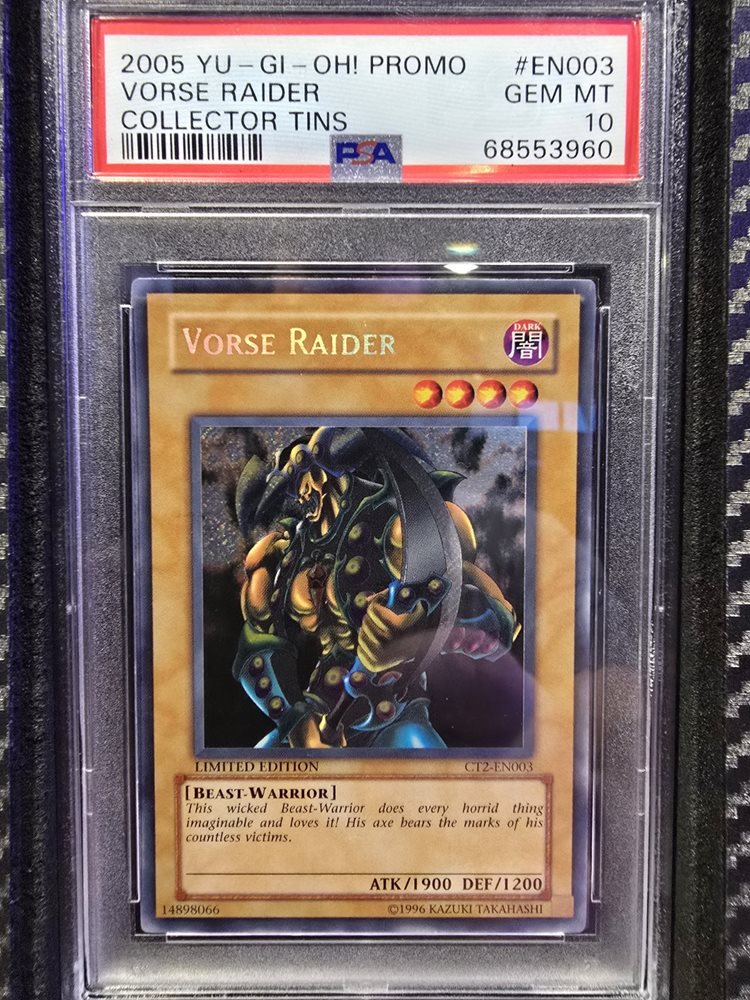 2005 YU-GI-OH! PROMO #EN003
VORSE RAIDER GEM MT
COLLECTOR TINS 10
PSA 68553960
VORSE RAIDER
DARK
闇
LIMITED EDITION CT2-EN003
[BEAST-WARRIOR]
This wicked Beast-Warrior does every horrid thing
imaginable and loves it! His axe bears the marks of his
countless victims.
ATK/1900 DEF/1200
14898066 ©1996 KAZUKI TAKAHASHI